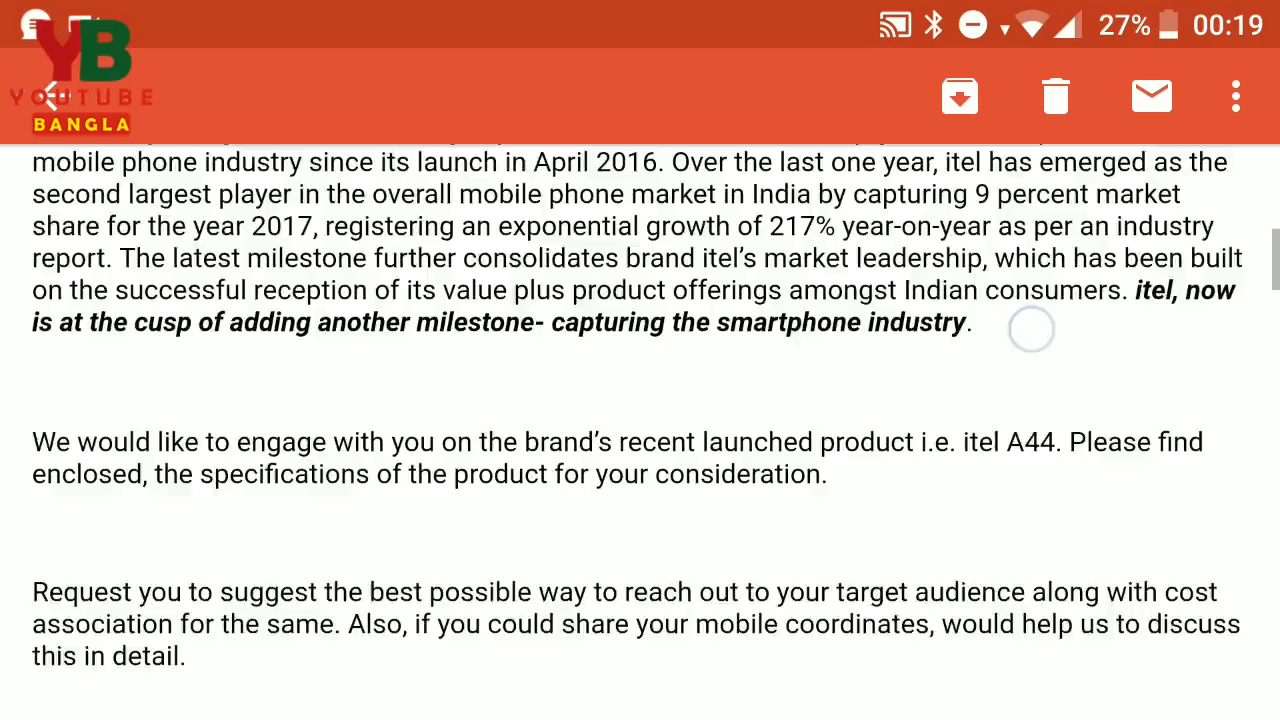 27% 00:19
YB
YOUTUBE
BANGLA
mobile phone industry since its launch in April 2016. Over the last one year, itel has emerged as the
second largest player in the overall mobile phone market in India by capturing 9 percent market
share for the year 2017, registering an exponential growth of 217% year-on-year as per an industry
report. The latest milestone further consolidates brand itel’s market leadership, which has been built
on the successful reception of its value plus product offerings amongst Indian consumers. itel, now
is at the cusp of adding another milestone- capturing the smartphone industry.
We would like to engage with you on the brand’s recent launched product i.e. itel A44. Please find
enclosed, the specifications of the product for your consideration.
Request you to suggest the best possible way to reach out to your target audience along with cost
association for the same. Also, if you could share your mobile coordinates, would help us to discuss
this in detail.